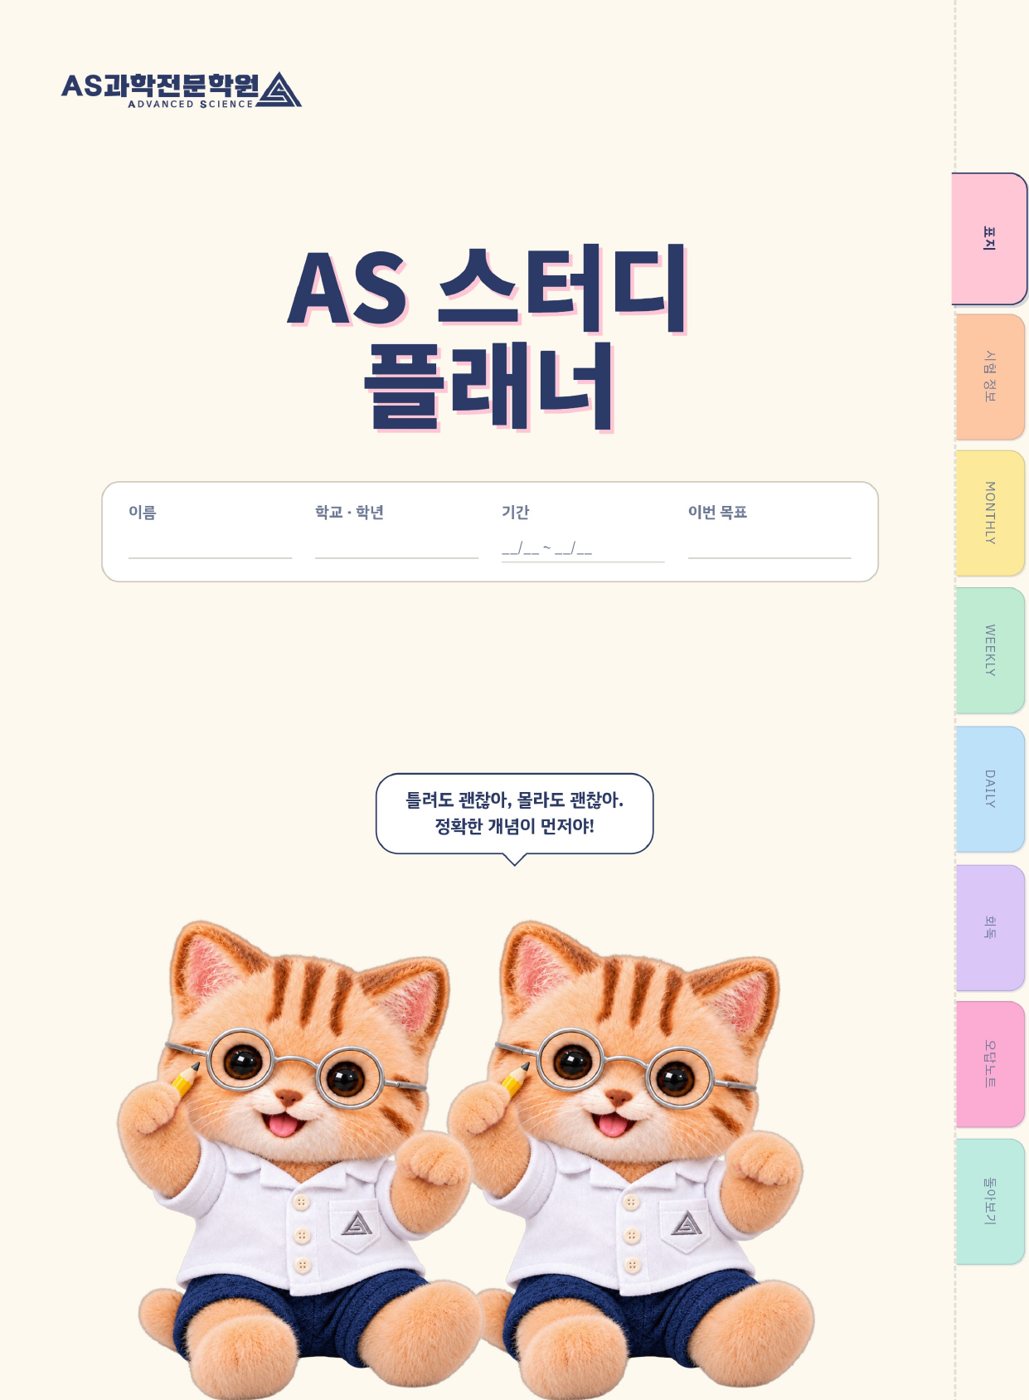 AS과학전문학원
ADVANCED SCIENCE
AS 스터디
플래너
이름
학교 · 학년
기간
이번 목표
__/__ ~ __/__
틀려도 괜찮아, 몰라도 괜찮아.
정확한 개념이 먼저야!
표지
시험 정보
MONTHLY
WEEKLY
DAILY
회독
오답노트
돌아보기